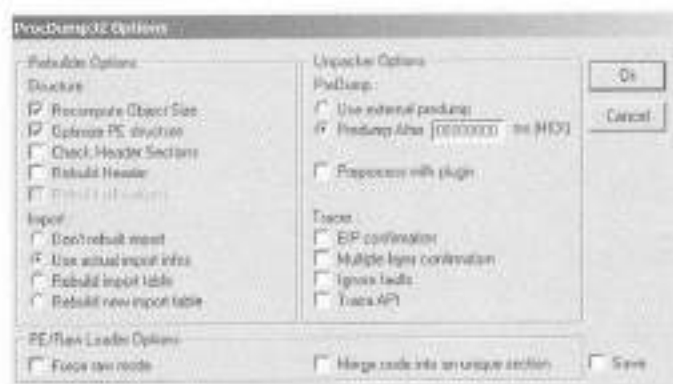 ProcDump32 Options
Rebuilder Options
Structure :
Recompute Object Size
Optimize PE structure
Check Header Sections
Rebuild Header
Import :
Don't rebuilt import
Use actual import infos
Rebuild import table
Rebuild new import table
Unpacker Options
PreDump :
Use external predump
Predump After 00000000 ms (HEX)
Preprocess with plugin
Tracer :
EIP confirmation
Multiple layer confirmation
Ignore faults
Trace API
Ok
Cancel
PE/Raw Loader Options
Force raw mode
Merge code into an unique section
Save